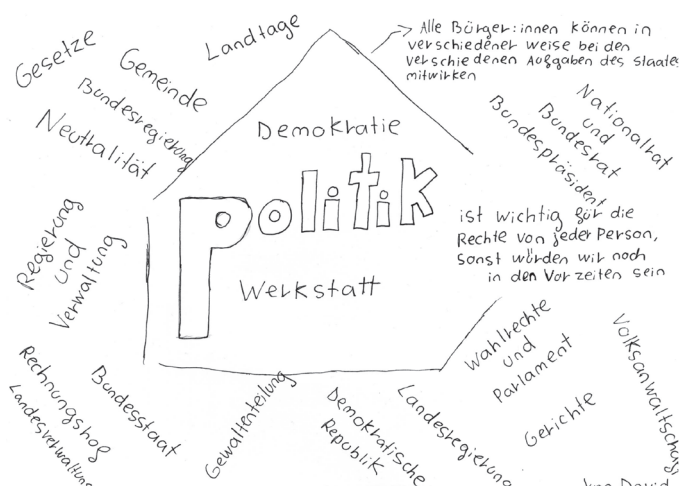 Gesetze
Gemeinde
Landtage
Bundesregierung
Neutralität
Alle Bürger:innen können in
verschiedener Weise bei den
verschiedenen Aufgaben des Staates
mitwirken
Nationalrat
und
Bundesrat
Bundespräsident
Demokratie
Politik
Werkstatt
ist wichtig für die
Rechte von jeder Person,
sonst würden wir noch
in den Vorzeiten sein
Regierung
und
Verwaltung
Rechnungshof
Landesverwaltung
Bundesstaat
Gewaltenteilung
Demokratische
Republik
Landesregierung
Wahlrechte
und
Parlament
Gerichte
Volksanwaltschaft
David